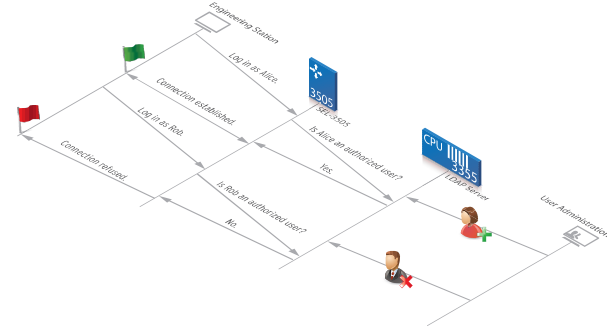 Engineering Station
Log in as Alice.
3505
SEL-3505
Connection established.
Is Alice an authorized user?
CPU
3355
LDAP Server
Log in as Rob.
Yes.
User Administration
Connection refused.
Is Rob an authorized user?
No.